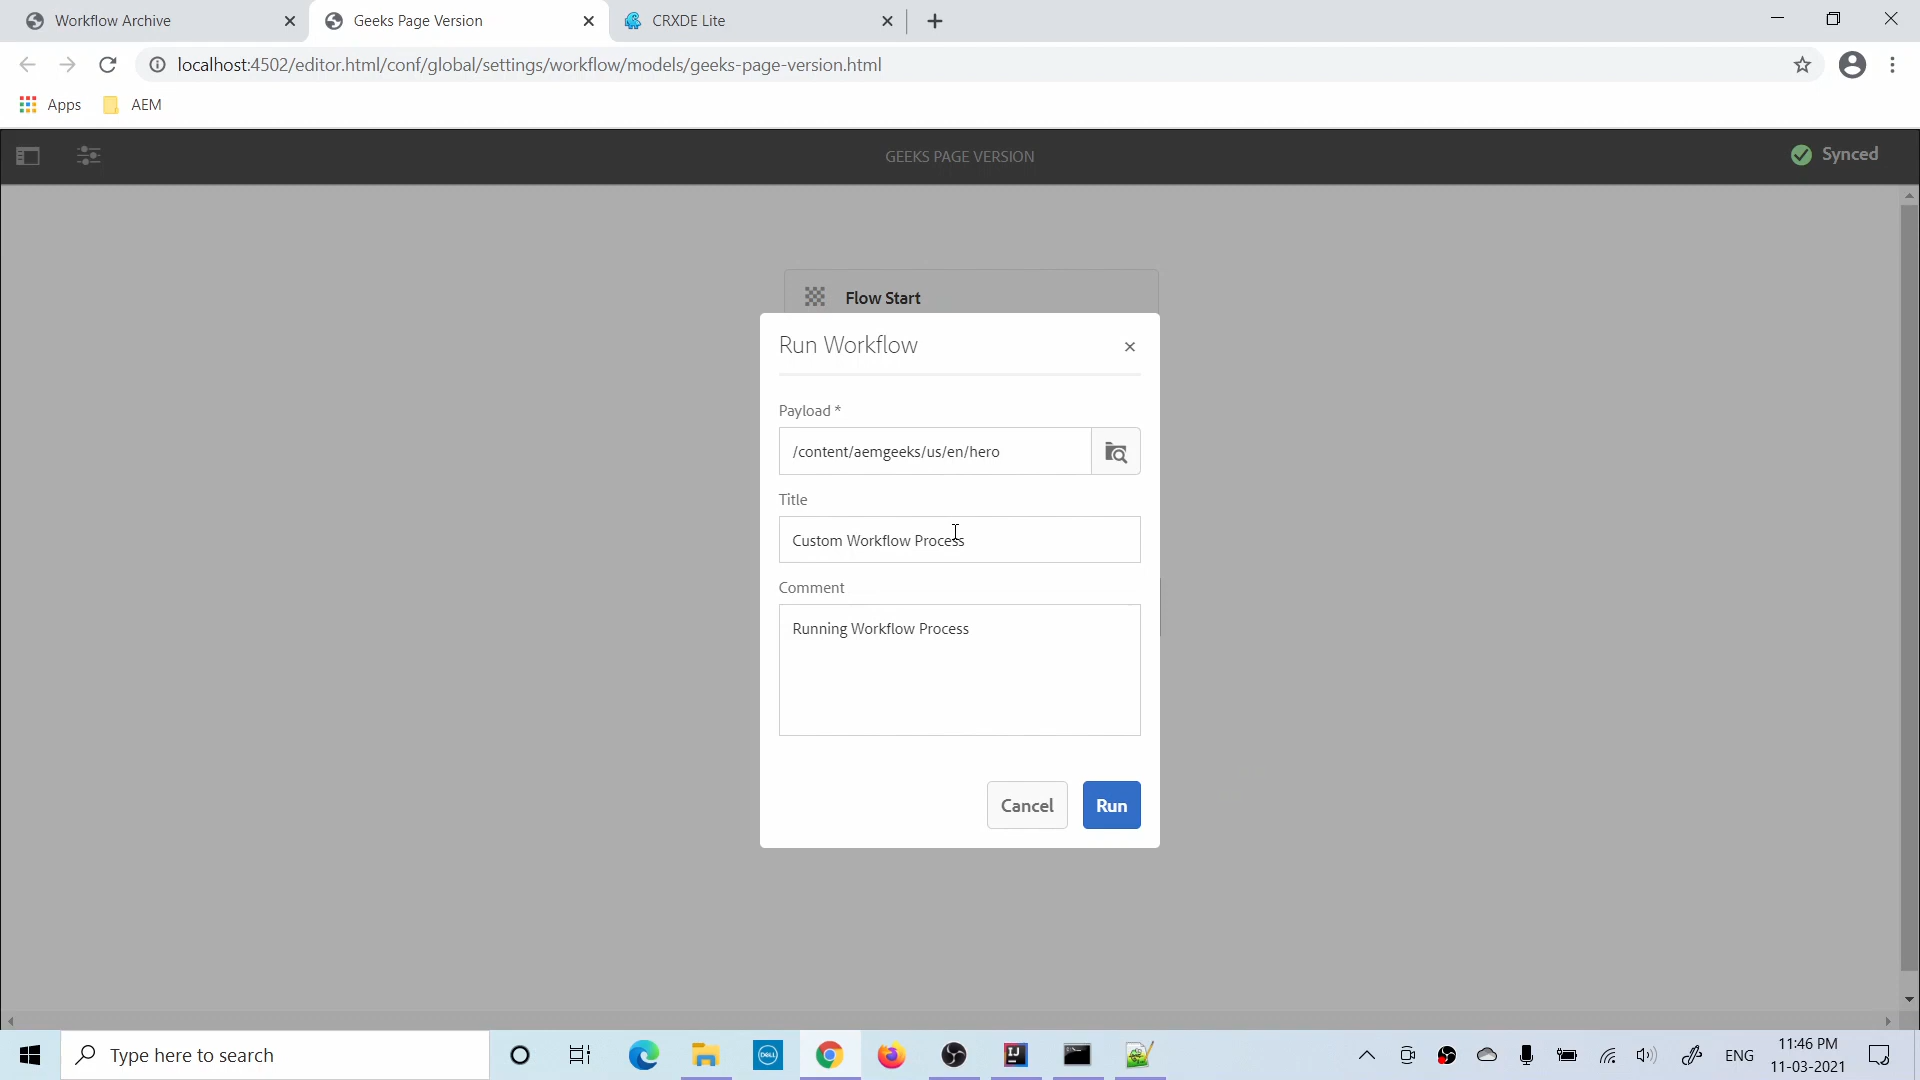 Workflow Archive
Geeks Page Version
CRXDE Lite
localhost:4502/editor.html/conf/global/settings/workflow/models/geeks-page-version.html
Apps
AEM
GEEKS PAGE VERSION
Synced
Flow Start
Run Workflow
Payload *
/content/aemgeeks/us/en/hero
Title
Custom Workflow Process
Comment
Running Workflow Process
Cancel
Run
Type here to search
DELL
IJ
ENG
11:46 PM
11-03-2021